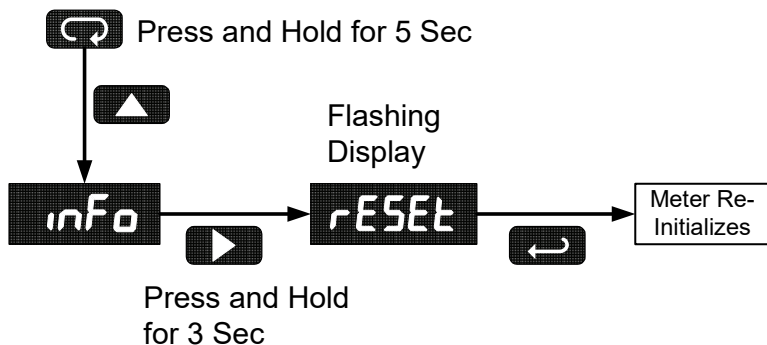 Press and Hold for 5 Sec
Flashing
Display
inFo
rESEt
Meter Re-
Initializes
Press and Hold
for 3 Sec